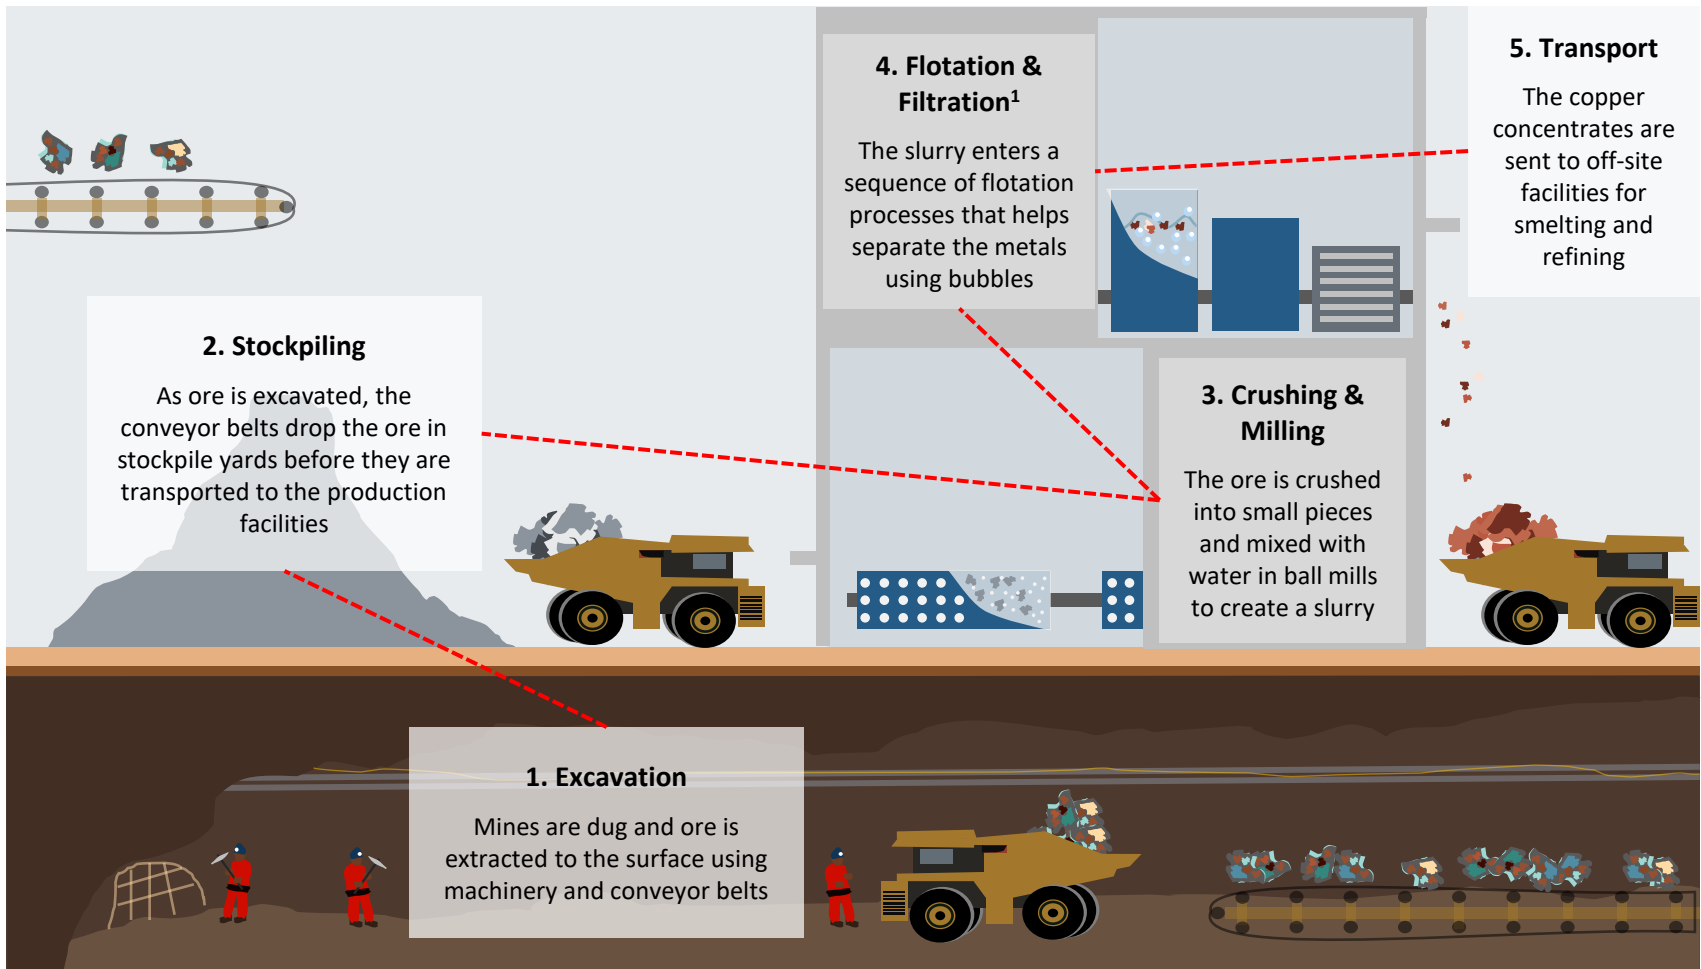 1. Excavation
Mines are dug and ore is
extracted to the surface using
machinery and conveyor belts
2. Stockpiling
As ore is excavated, the
conveyor belts drop the ore in
stockpile yards before they are
transported to the production
facilities
3. Crushing &
Milling
The ore is crushed
into small pieces
and mixed with
water in ball mills
to create a slurry
4. Flotation &
Filtration¹
The slurry enters a
sequence of flotation
processes that helps
separate the metals
using bubbles
5. Transport
The copper
concentrates are
sent to off-site
facilities for
smelting and
refining